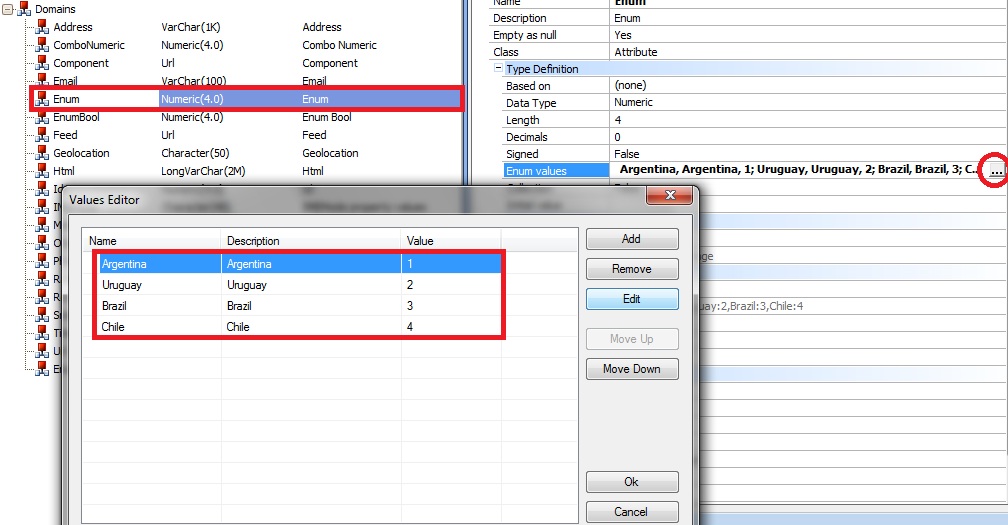 Domains
Address VarChar(1K) Address
ComboNumeric Numeric(4.0) Combo Numeric
Component Url Component
Email VarChar(100) Email
Enum Numeric(4.0) Enum
EnumBool Numeric(4.0) Enum Bool
Feed Url Feed
Geolocation Character(50) Geolocation
Html LongVarChar(2M) Html
Name Enum
Description Enum
Empty as null Yes
Class Attribute
Type Definition
Based on (none)
Data Type Numeric
Length 4
Decimals 0
Signed False
Enum values Argentina, Argentina, 1; Uruguay, Uruguay, 2; Brazil, Brazil, 3; C... ...
uay:2,Brazil:3,Chile:4
Values Editor
Name Description Value
Argentina Argentina 1
Uruguay Uruguay 2
Brazil Brazil 3
Chile Chile 4
Add
Remove
Edit
Move Up
Move Down
Ok
Cancel